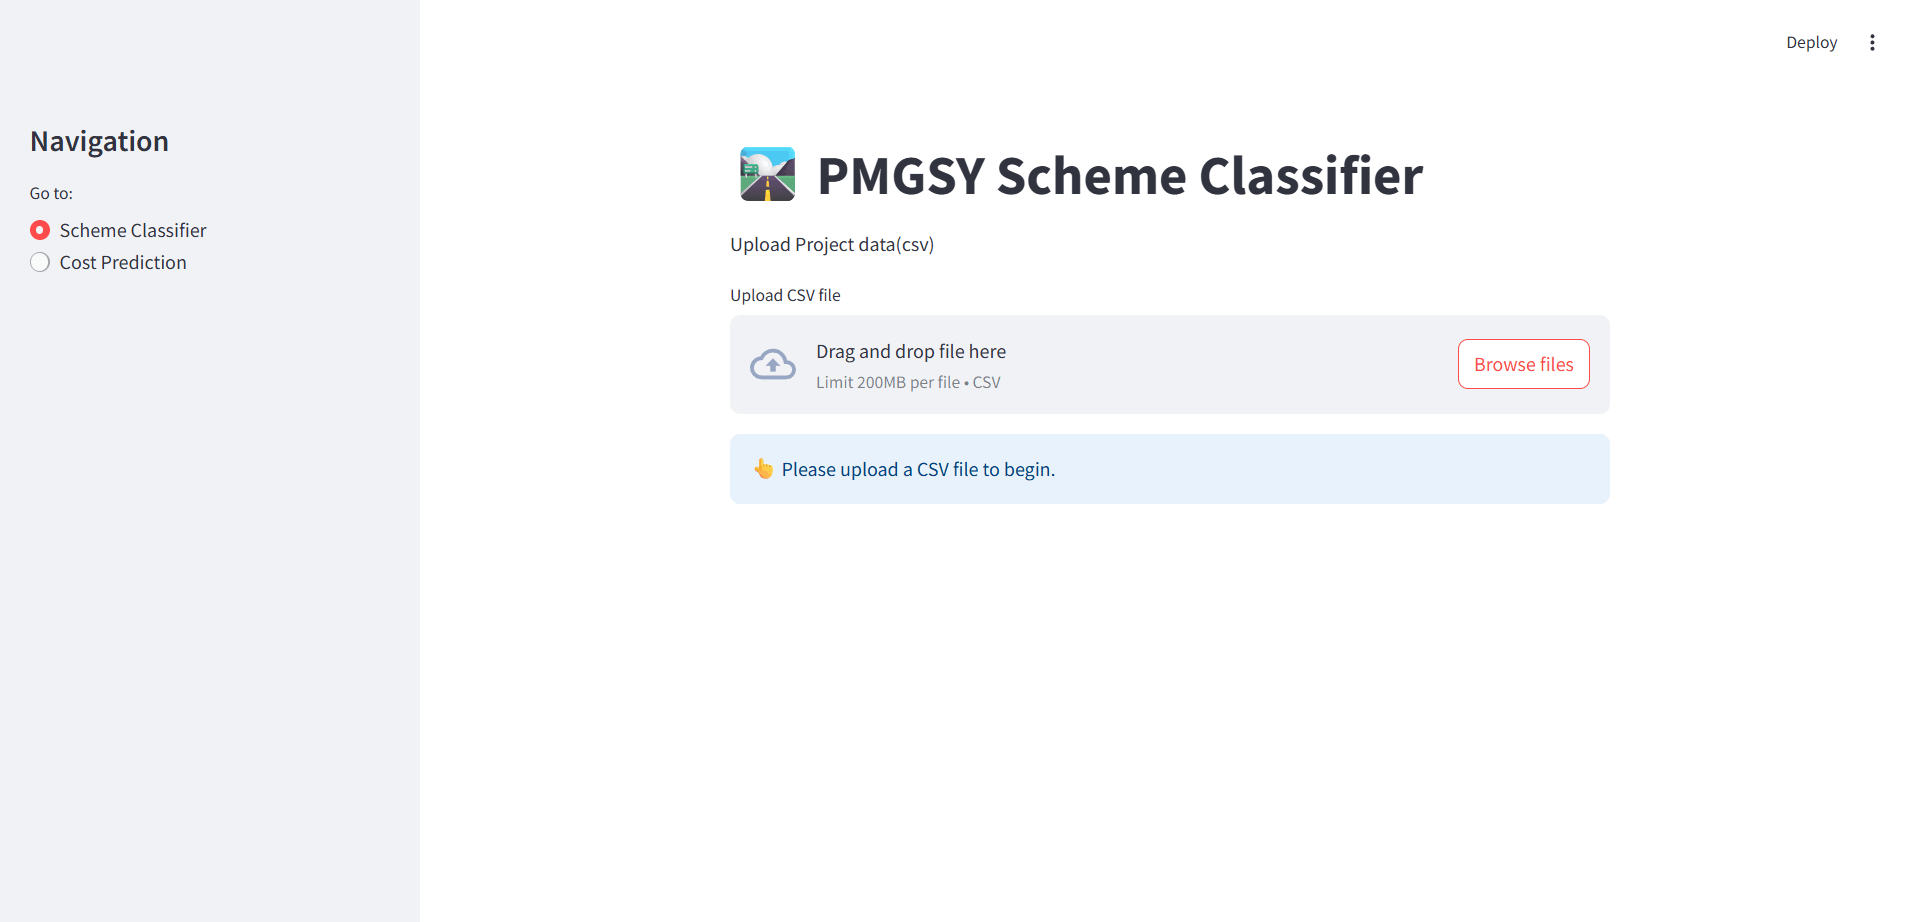 Deploy
Navigation
Go to:
Scheme Classifier
Cost Prediction
PMGSY Scheme Classifier
Upload Project data(csv)
Upload CSV file
Drag and drop file here
Limit 200MB per file • CSV
Browse files
Please upload a CSV file to begin.